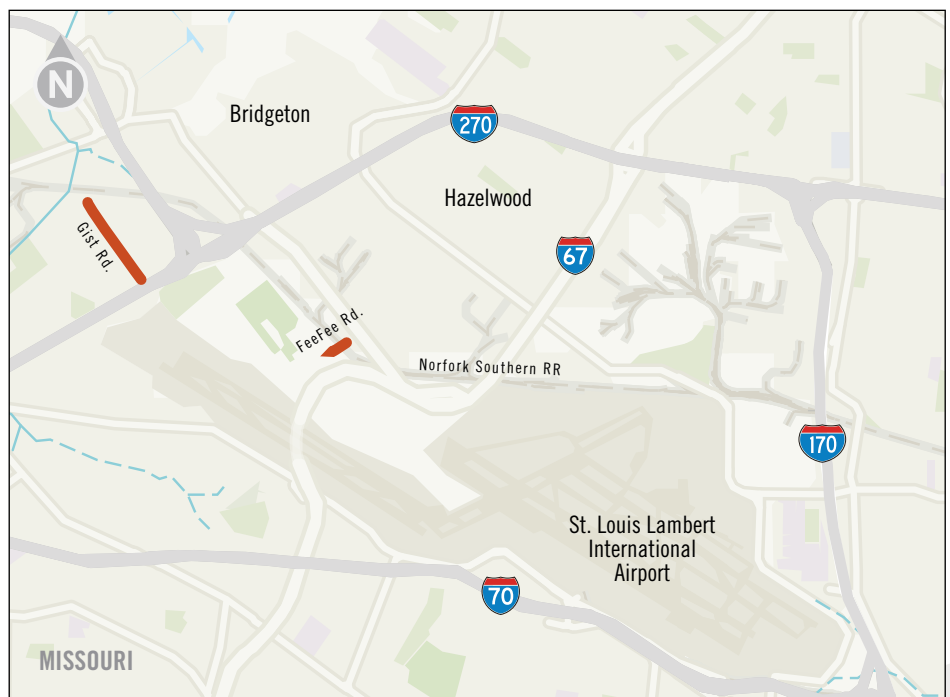 N
Bridgeton
270
Hazelwood
Gist Rd.
67
FeeFee Rd.
Norfork Southern RR
170
St. Louis Lambert
International
Airport
70
MISSOURI